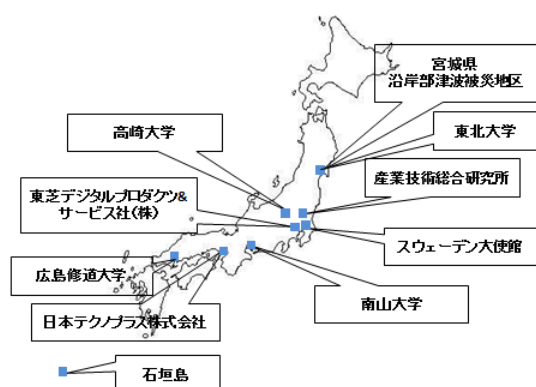 宮城県
沿岸部津波被災地区
高崎大学
東北大学
産業技術総合研究所
東芝デジタルプロダクツ&
サービス社(株)
スウェーデン大使館
広島修道大学
南山大学
日本テクノプラス株式会社
石垣島